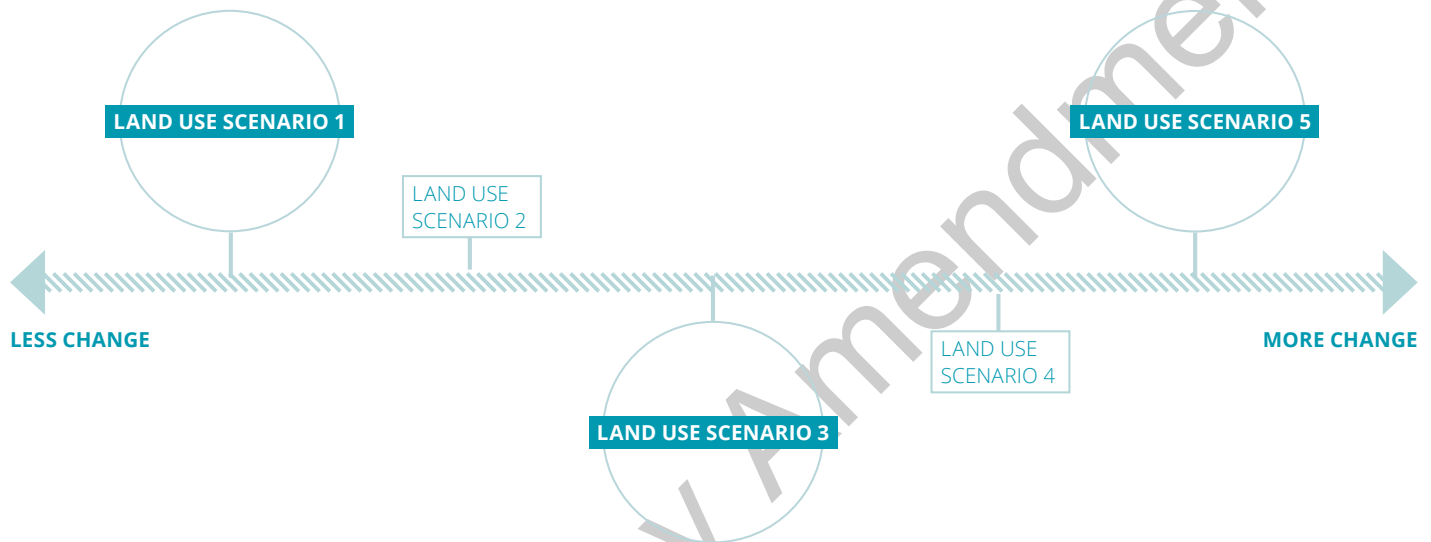 LAND USE SCENARIO 1
LAND USE SCENARIO 5
LAND USE
SCENARIO 2
LESS CHANGE
MORE CHANGE
LAND USE
SCENARIO 4
LAND USE SCENARIO 3